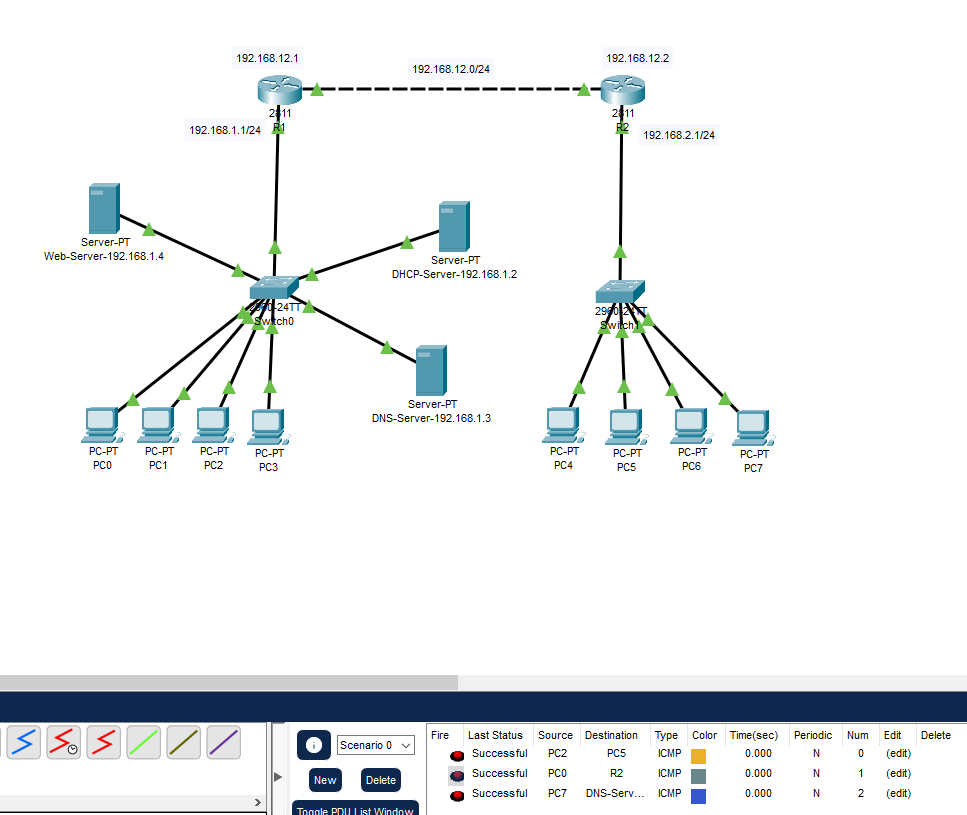 192.168.12.1
192.168.12.0/24
192.168.12.2
2811
R1
192.168.1.1/24
2811
R2
192.168.2.1/24
Server-PT
Web-Server-192.168.1.4
Server-PT
DHCP-Server-192.168.1.2
2960-24TT
Switch0
2960-24TT
Switch1
Server-PT
DNS-Server-192.168.1.3
PC-PT
PC0
PC-PT
PC1
PC-PT
PC2
PC-PT
PC3
PC-PT
PC4
PC-PT
PC5
PC-PT
PC6
PC-PT
PC7
Scenario 0
New Delete
Toggle PDU List Window
Fire Last Status Source Destination Type Color Time(sec) Periodic Num Edit Delete
Successful PC2 PC5 ICMP 0.000 N 0 (edit)
Successful PC0 R2 ICMP 0.000 N 1 (edit)
Successful PC7 DNS-Serv... ICMP 0.000 N 2 (edit)